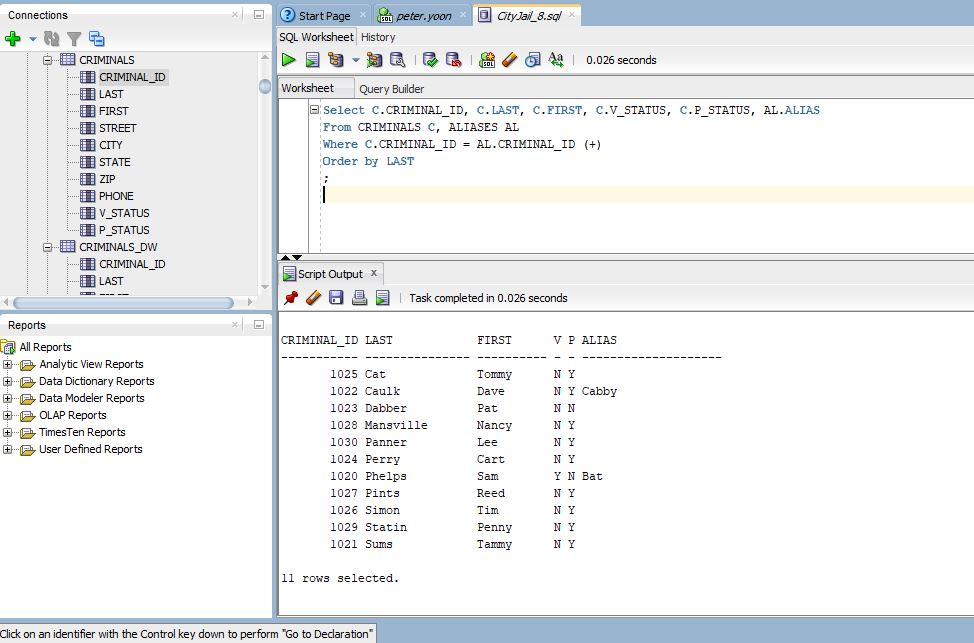 Connections
CRIMINALS
CRIMINAL_ID
LAST
FIRST
STREET
CITY
STATE
ZIP
PHONE
V_STATUS
P_STATUS
CRIMINALS_DW
CRIMINAL_ID
LAST
Reports
All Reports
Analytic View Reports
Data Dictionary Reports
Data Modeler Reports
OLAP Reports
TimesTen Reports
User Defined Reports
Start Page peter.yoon CityJail_8.sql
SQL Worksheet History
0.026 seconds
Worksheet Query Builder
Select C.CRIMINAL_ID, C.LAST, C.FIRST, C.V_STATUS, C.P_STATUS, AL.ALIAS
From CRIMINALS C, ALIASES AL
Where C.CRIMINAL_ID = AL.CRIMINAL_ID (+)
Order by LAST
;
Script Output x
Task completed in 0.026 seconds
CRIMINAL_ID LAST FIRST V P ALIAS
----------- --------------- ---------- - - --------------------
1025 Cat Tommy N Y
1022 Caulk Dave N Y Cabby
1023 Dabber Pat N N
1028 Mansville Nancy N Y
1030 Panner Lee N Y
1024 Perry Cart N Y
1020 Phelps Sam Y N Bat
1027 Pints Reed N Y
1026 Simon Tim N Y
1029 Statin Penny N Y
1021 Sums Tammy N Y
11 rows selected.
Click on an identifier with the Control key down to perform "Go to Declaration"